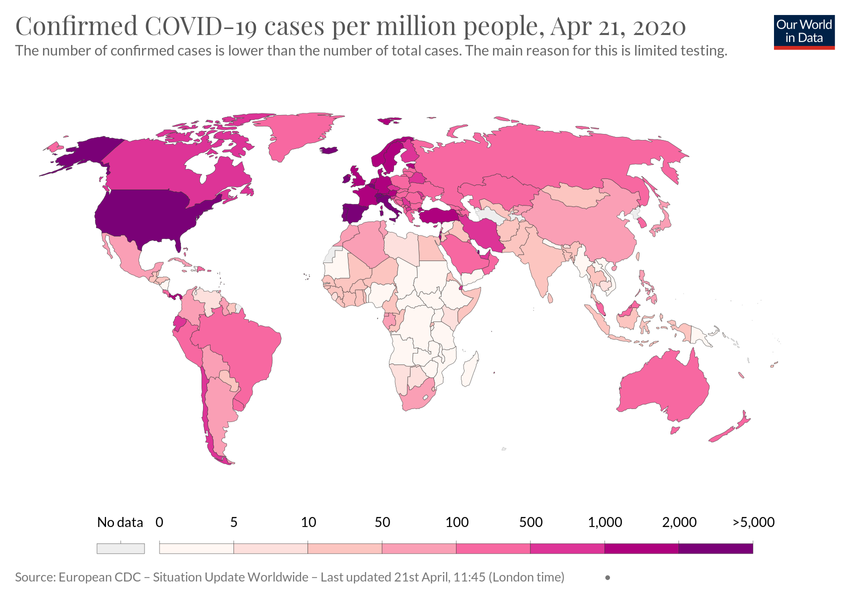 Confirmed COVID-19 cases per million people, Apr 21, 2020
The number of confirmed cases is lower than the number of total cases. The main reason for this is limited testing.
Our World
in Data
No data 0 5 10 50 100 500 1,000 2,000 >5,000
Source: European CDC – Situation Update Worldwide – Last updated 21st April, 11:45 (London time) •